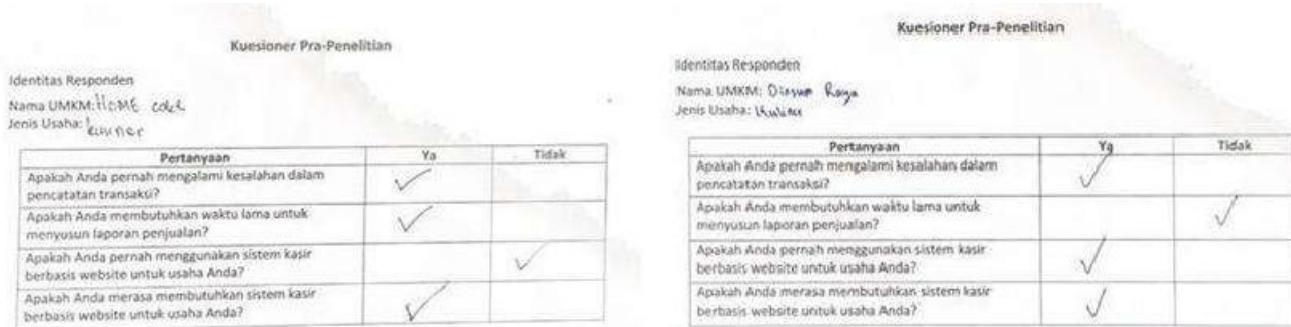 Kuesioner Pra-Penelitian
Identitas Responden
Nama UMKM: HOME
Jenis Usaha: kuliner
Pertanyaan Ya Tidak
Apakah Anda pernah mengalami kesalahan dalam
pencatatan transaksi? ✓
Apakah Anda membutuhkan waktu lama untuk
menyusun laporan penjualan? ✓
Apakah Anda pernah menggunakan sistem kasir
berbasis website untuk usaha Anda? ✓
Apakah Anda merasa membutuhkan sistem kasir
berbasis website untuk usaha Anda? ✓
Kuesioner Pra-Penelitian
Identitas Responden
Nama UMKM: Raya
Jenis Usaha: Kuliner
Pertanyaan Ya Tidak
Apakah Anda pernah mengalami kesalahan dalam
pencatatan transaksi? ✓
Apakah Anda membutuhkan waktu lama untuk
menyusun laporan penjualan? ✓
Apakah Anda pernah menggunakan sistem kasir
berbasis website untuk usaha Anda? ✓
Apakah Anda merasa membutuhkan sistem kasir
berbasis website untuk usaha Anda? ✓